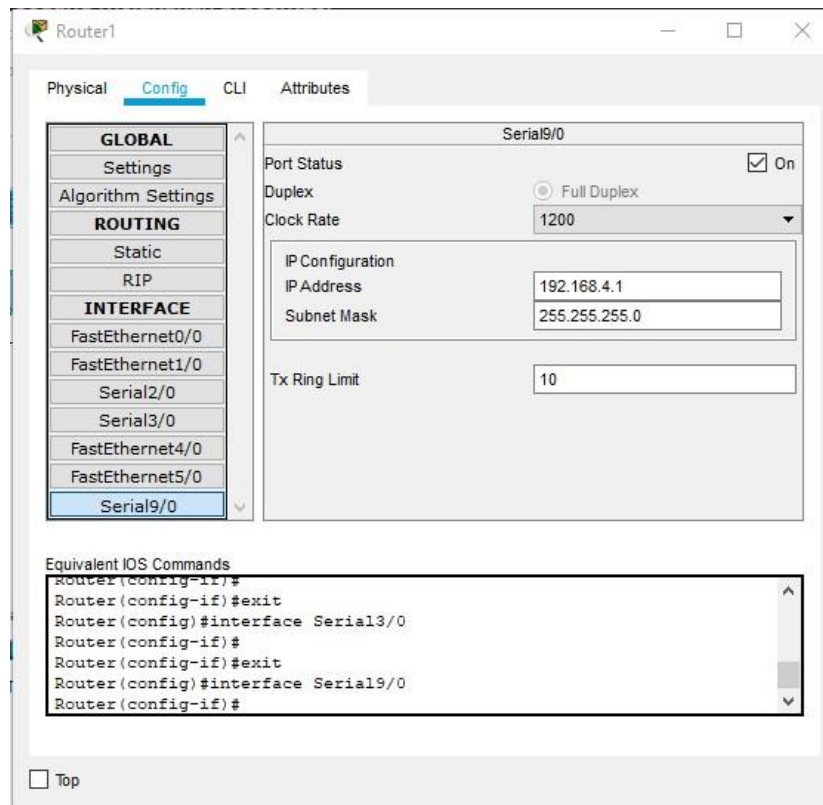 Router1
Physical Config CLI Attributes
GLOBAL
Settings
Algorithm Settings
ROUTING
Static
RIP
INTERFACE
FastEthernet0/0
FastEthernet1/0
Serial2/0
Serial3/0
FastEthernet4/0
FastEthernet5/0
Serial9/0
Serial9/0
Port Status On
Duplex Full Duplex
Clock Rate 1200
IP Configuration
IP Address 192.168.4.1
Subnet Mask 255.255.255.0
Tx Ring Limit 10
Equivalent IOS Commands
Router(config-if)#
Router(config-if)#exit
Router(config)#interface Serial3/0
Router(config-if)#
Router(config-if)#exit
Router(config)#interface Serial9/0
Router(config-if)#
Top